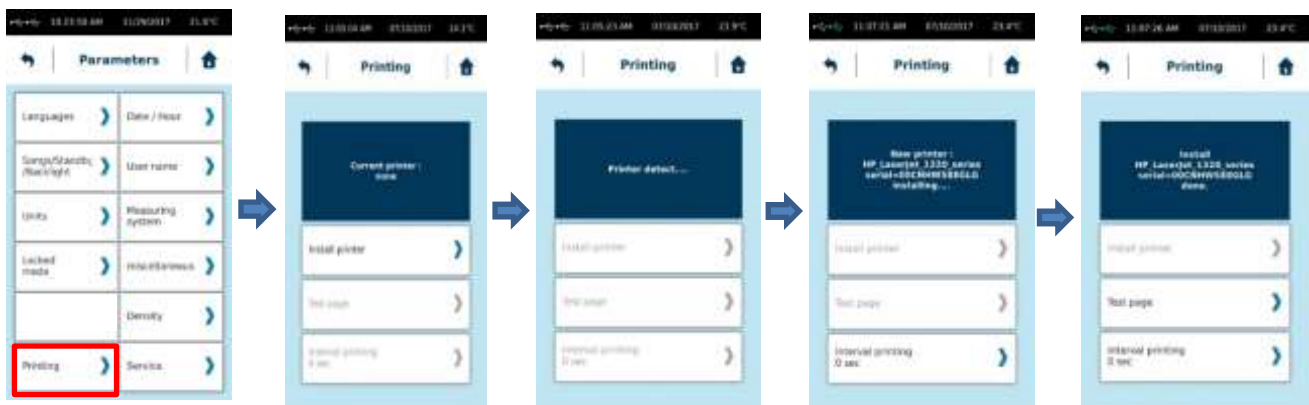 Parameters
Languages
Date / Hour
/Backlight
User name
Units
Measuring system
Locked
mode
miscellaneous
Density
Printing
Service
Printing
Current printer :
none
Install printer
Test page
Interval printing
0 sec
Printing
Printer detect...
Install printer
Test page
Interval printing
0 sec
Printing
New printer :
HP_LaserJet_1320_series
installing...
Install printer
Test page
Interval printing
0 sec
Printing
Install
HP_LaserJet_1320_series
done.
Install printer
Test page
Interval printing
0 sec